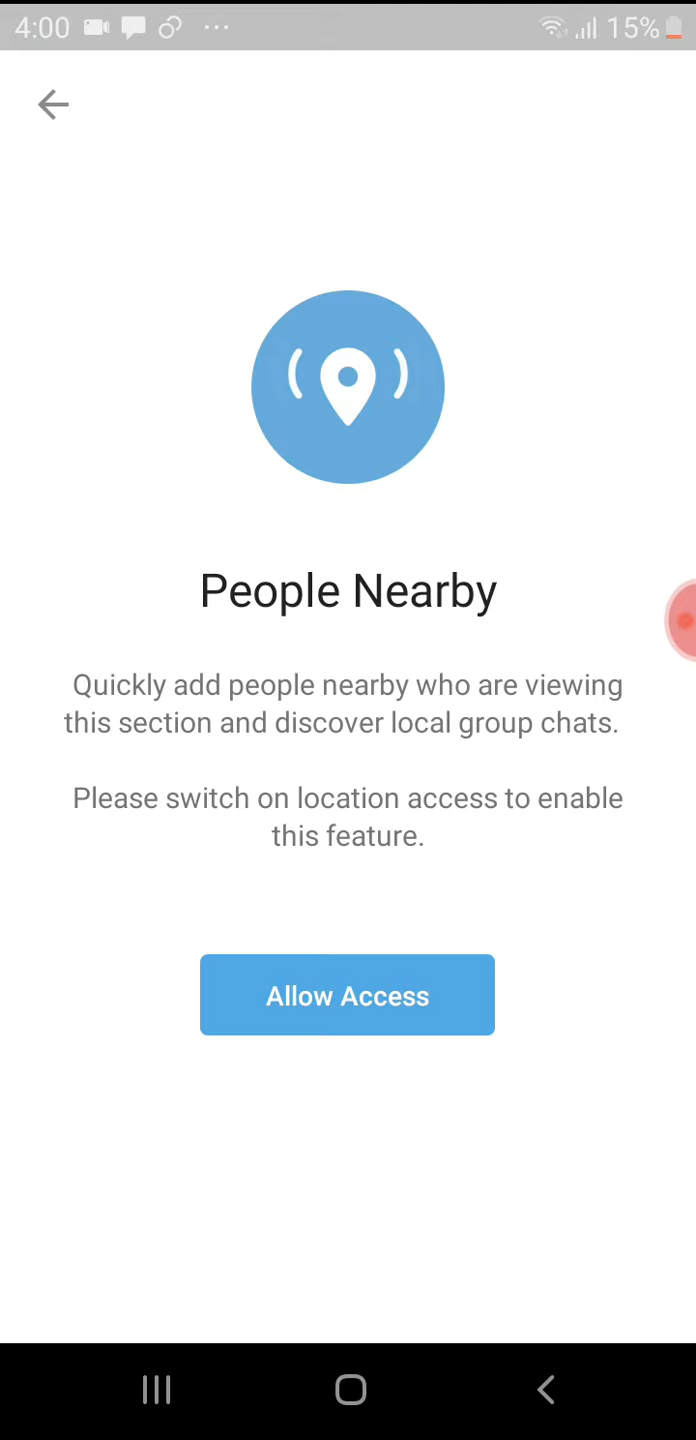 4:00
15%
People Nearby
Quickly add people nearby who are viewing
this section and discover local group chats.
Please switch on location access to enable
this feature.
Allow Access